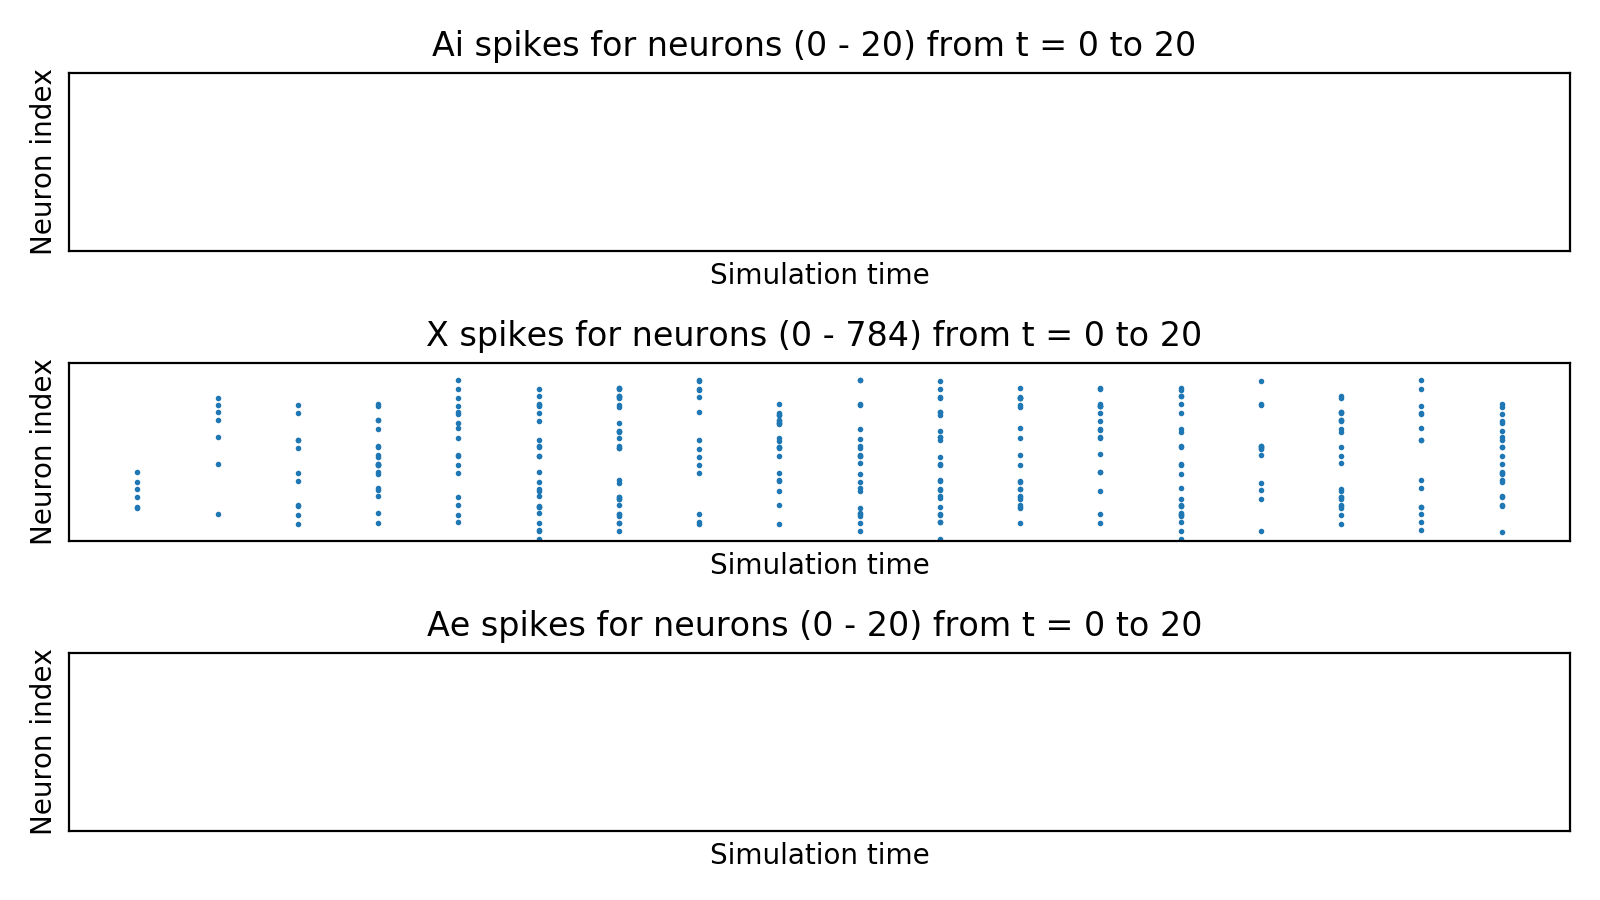 Ai spikes for neurons (0 - 20) from t = 0 to 20
Neuron index
Simulation time
X spikes for neurons (0 - 784) from t = 0 to 20
Neuron index
Simulation time
Ae spikes for neurons (0 - 20) from t = 0 to 20
Neuron index
Simulation time